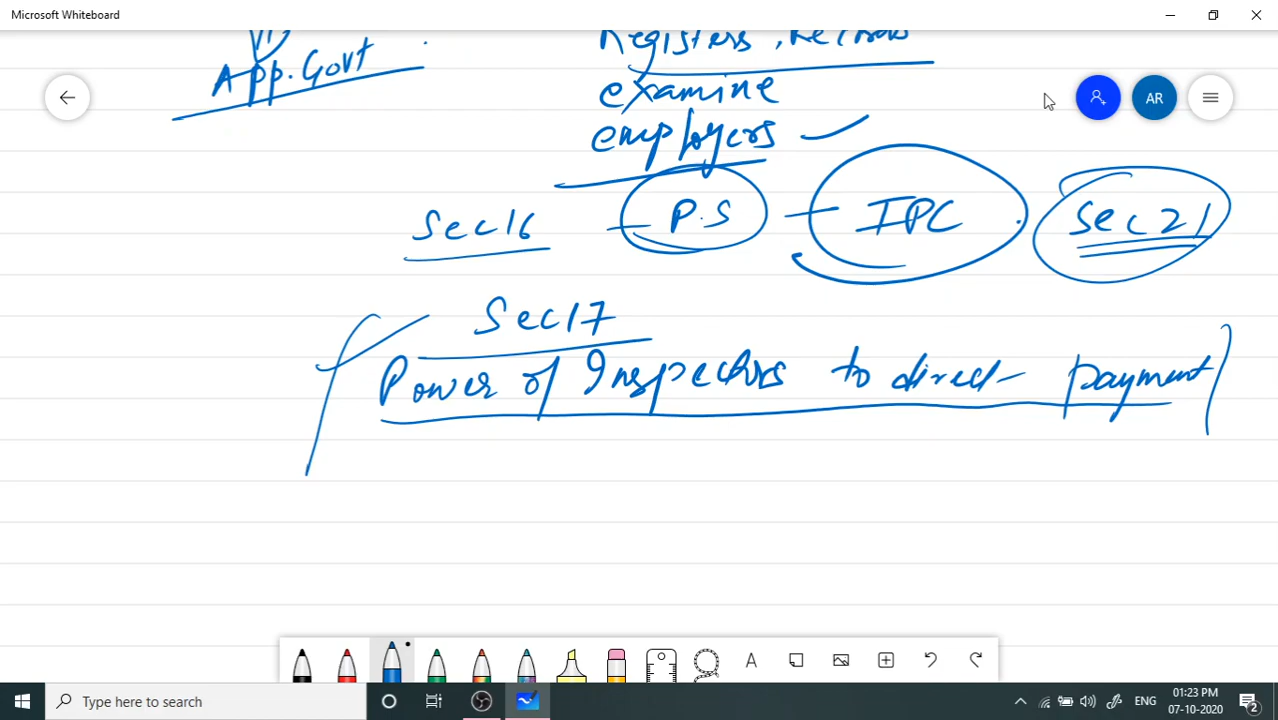 Microsoft Whiteboard
App. Govt
Registers, Records
examine
employers
AR
Sec 16 - P.S - IPC. Sec 21
Sec 17
Power of Inspectors to direct payment
A
Type here to search
ENG
01:23 PM
07-10-2020
2